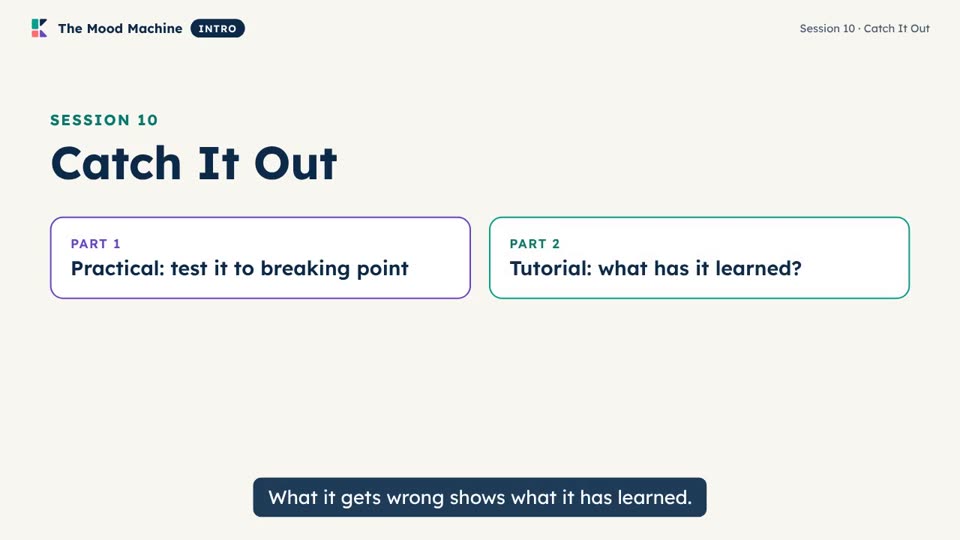 The Mood Machine INTRO
Session 10 · Catch It Out
SESSION 10
Catch It Out
PART 1
Practical: test it to breaking point
PART 2
Tutorial: what has it learned?
What it gets wrong shows what it has learned.